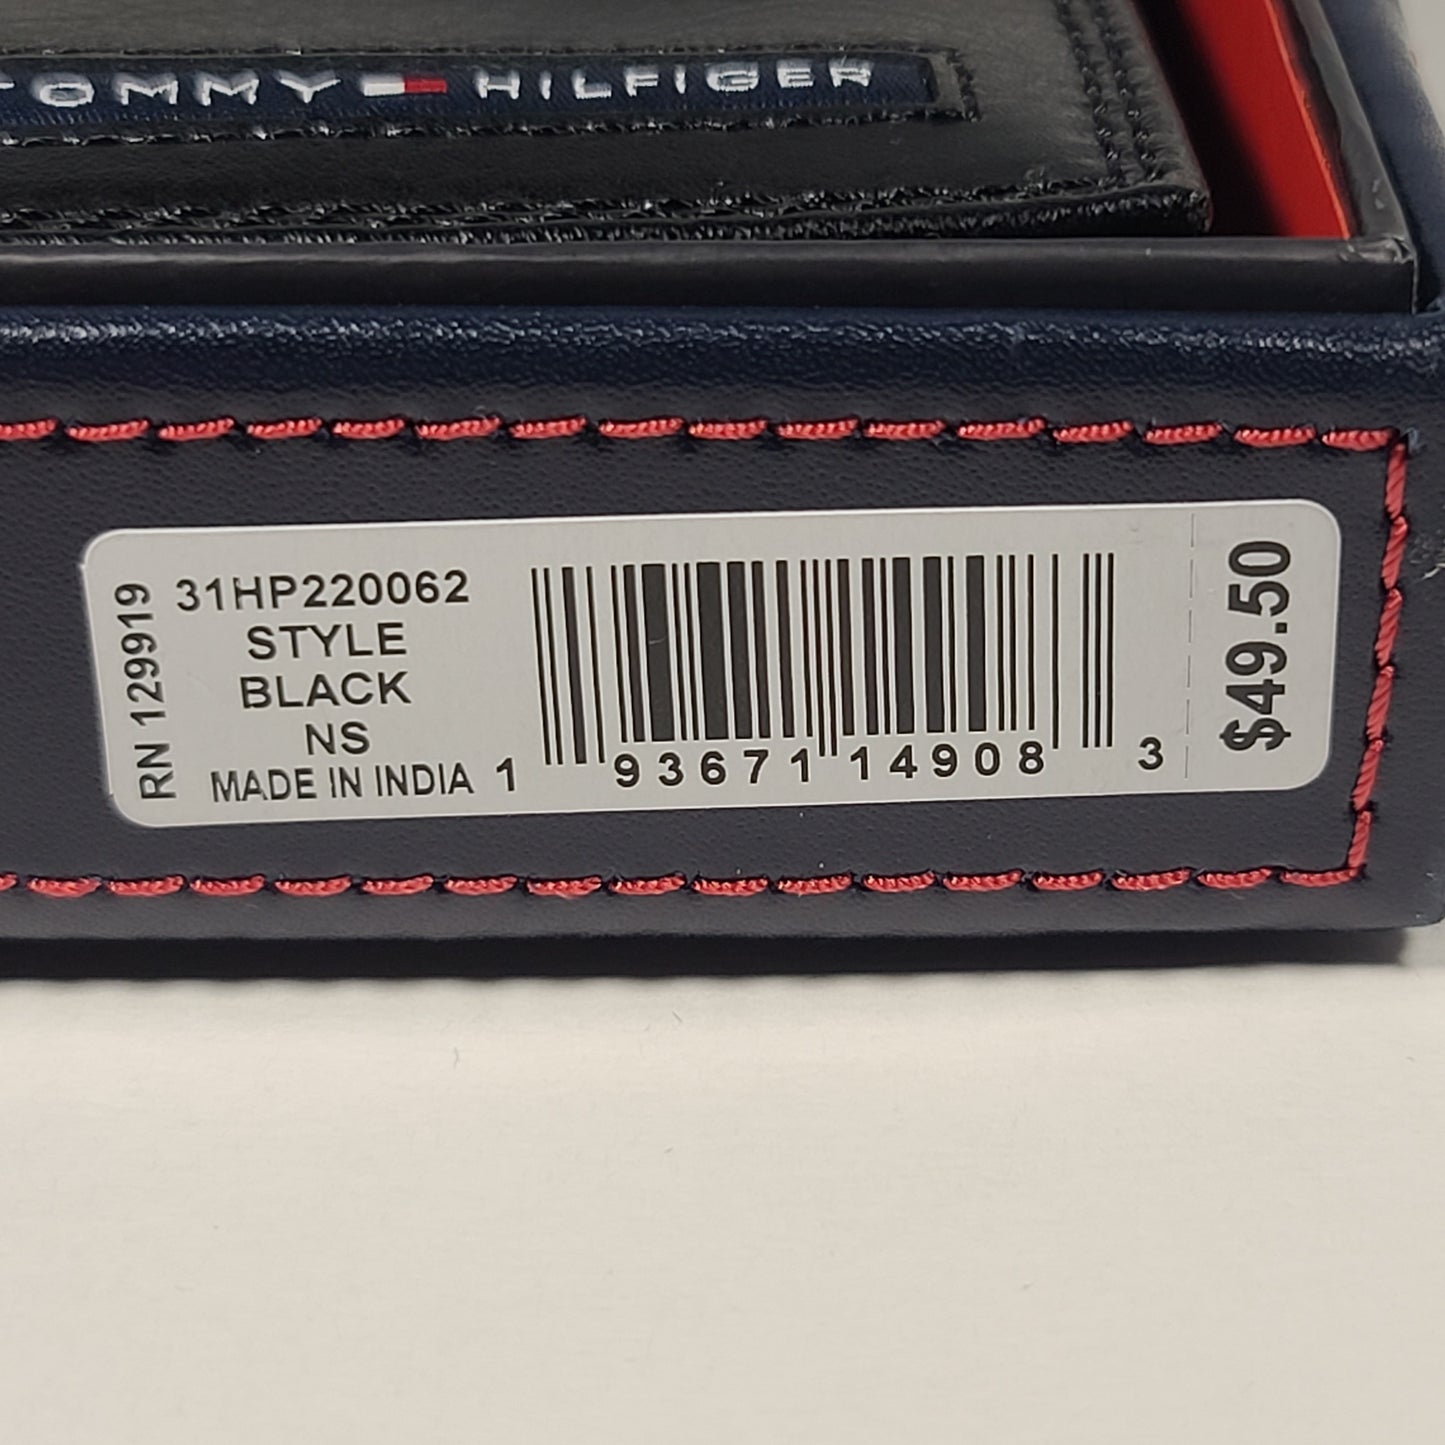 TOMMY HILFIGER
RN 129919
31HP220062
STYLE
BLACK
NS
MADE IN INDIA
1 93671 14908 3
$49.50